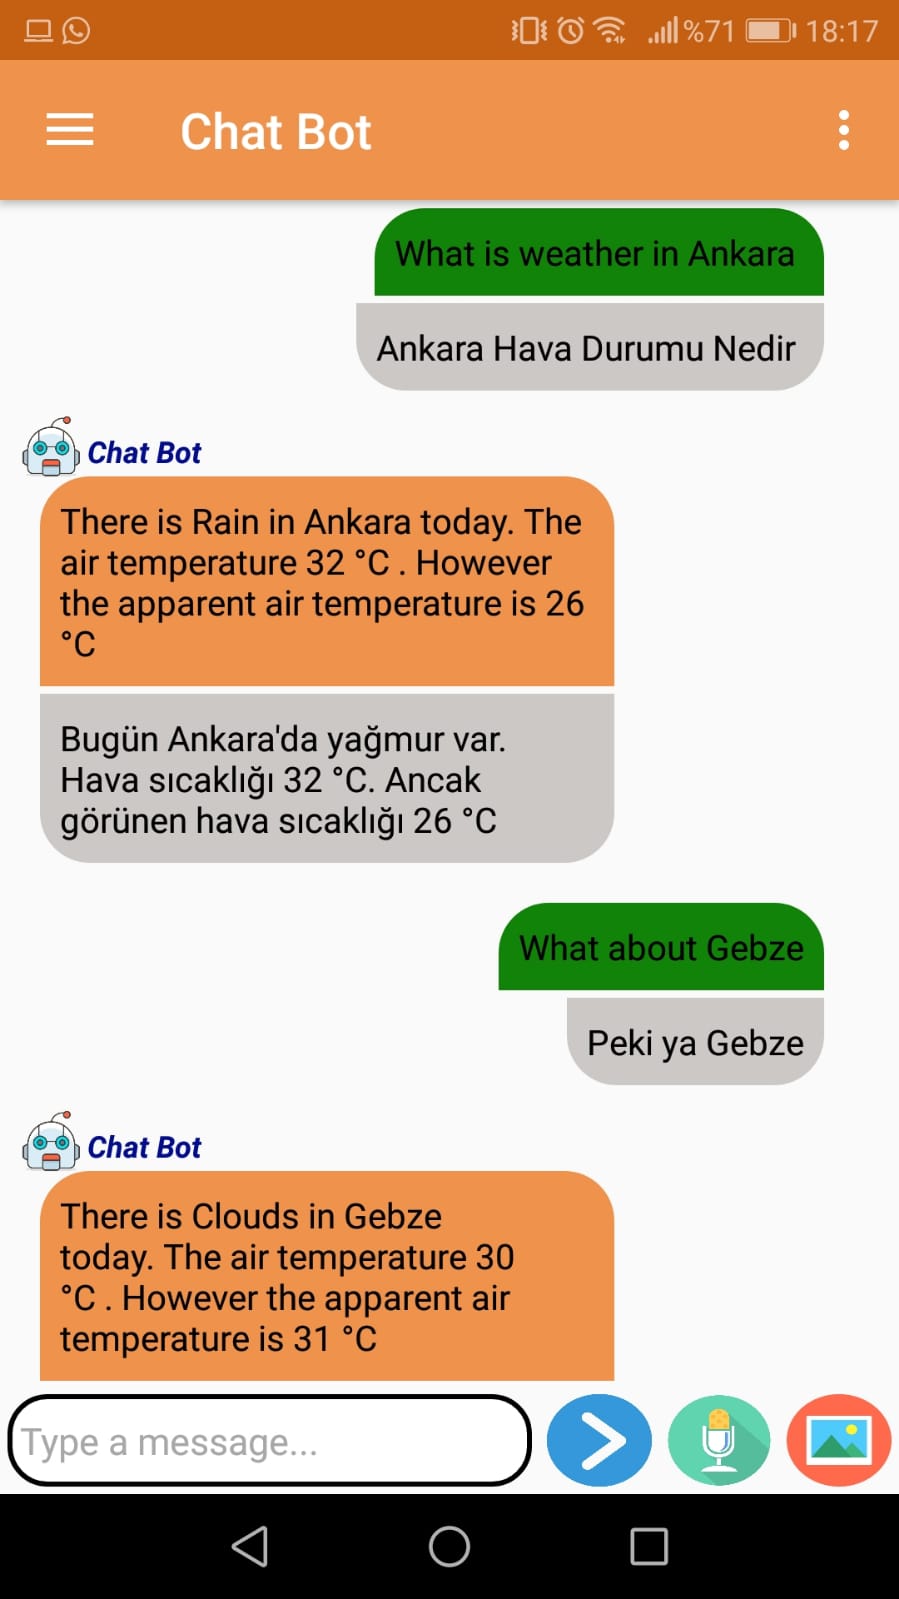 %71 18:17
Chat Bot
What is weather in Ankara
Ankara Hava Durumu Nedir
Chat Bot
There is Rain in Ankara today. The
air temperature 32 °C . However
the apparent air temperature is 26
°C
Bugün Ankara'da yağmur var.
Hava sıcaklığı 32 °C. Ancak
görünen hava sıcaklığı 26 °C
What about Gebze
Peki ya Gebze
Chat Bot
There is Clouds in Gebze
today. The air temperature 30
°C . However the apparent air
temperature is 31 °C
Type a message...